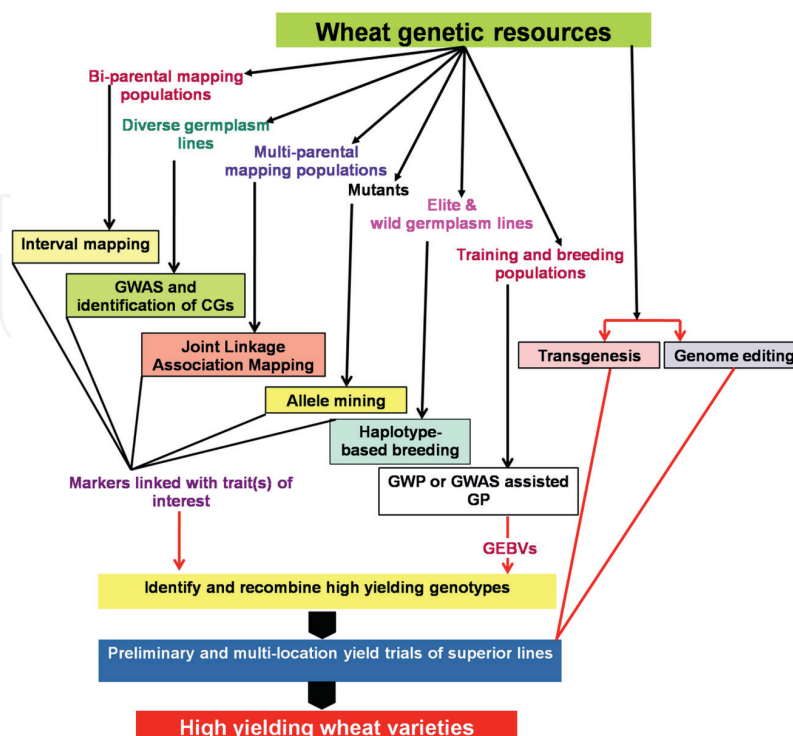 Wheat genetic resources
Bi-parental mapping
populations
Diverse germplasm
lines
Multi-parental
mapping populations
Mutants
Elite &
wild germplasm lines
Training and breeding
populations
Interval mapping
GWAS and
identification of CGs
Joint Linkage
Association Mapping
Transgenesis
Genome editing
Allele mining
Haplotype-
based breeding
Markers linked with trait(s) of
interest
GWP or GWAS assisted
GP
GEBVs
Identify and recombine high yielding genotypes
Preliminary and multi-location yield trials of superior lines
High yielding wheat varieties